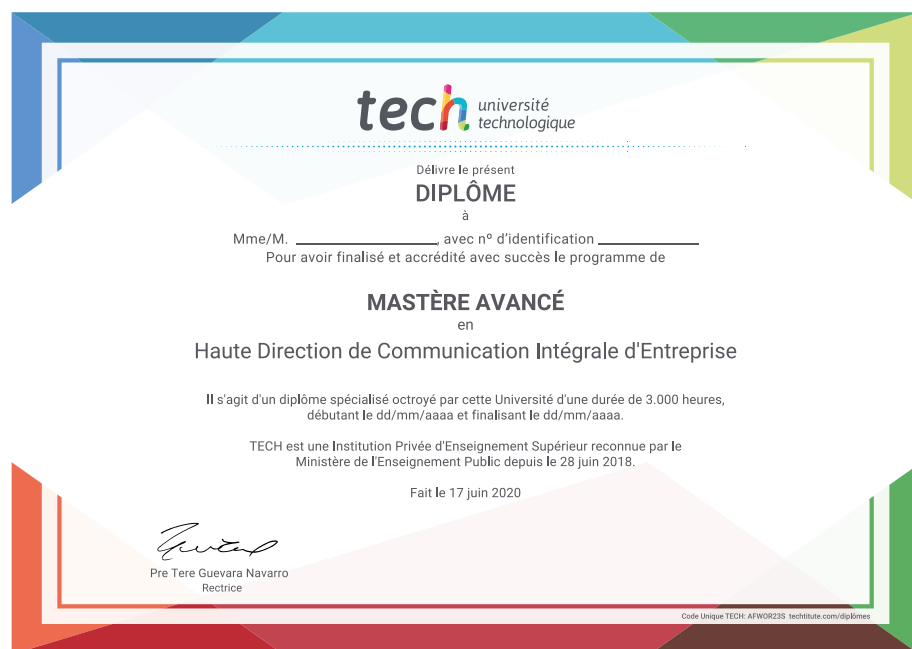 tech université
technologique
Délivre le présent
DIPLÔME
à
Mme/M. ____________, avec nº d'identification ____________
Pour avoir finalisé et accrédité avec succès le programme de
MASTÈRE AVANCÉ
en
Haute Direction de Communication Intégrale d'Entreprise
Il s'agit d'un diplôme spécialisé octroyé par cette Université d'une durée de 3.000 heures,
débutant le dd/mm/aaaa et finalisant le dd/mm/aaaa.
TECH est une Institution Privée d'Enseignement Supérieur reconnue par le
Ministère de l'Enseignement Public depuis le 28 juin 2018.
Fait le 17 juin 2020
Pre Tere Guevara Navarro
Rectrice
Code Unique TECH: AFWOR23S techtitute.com/diplômes